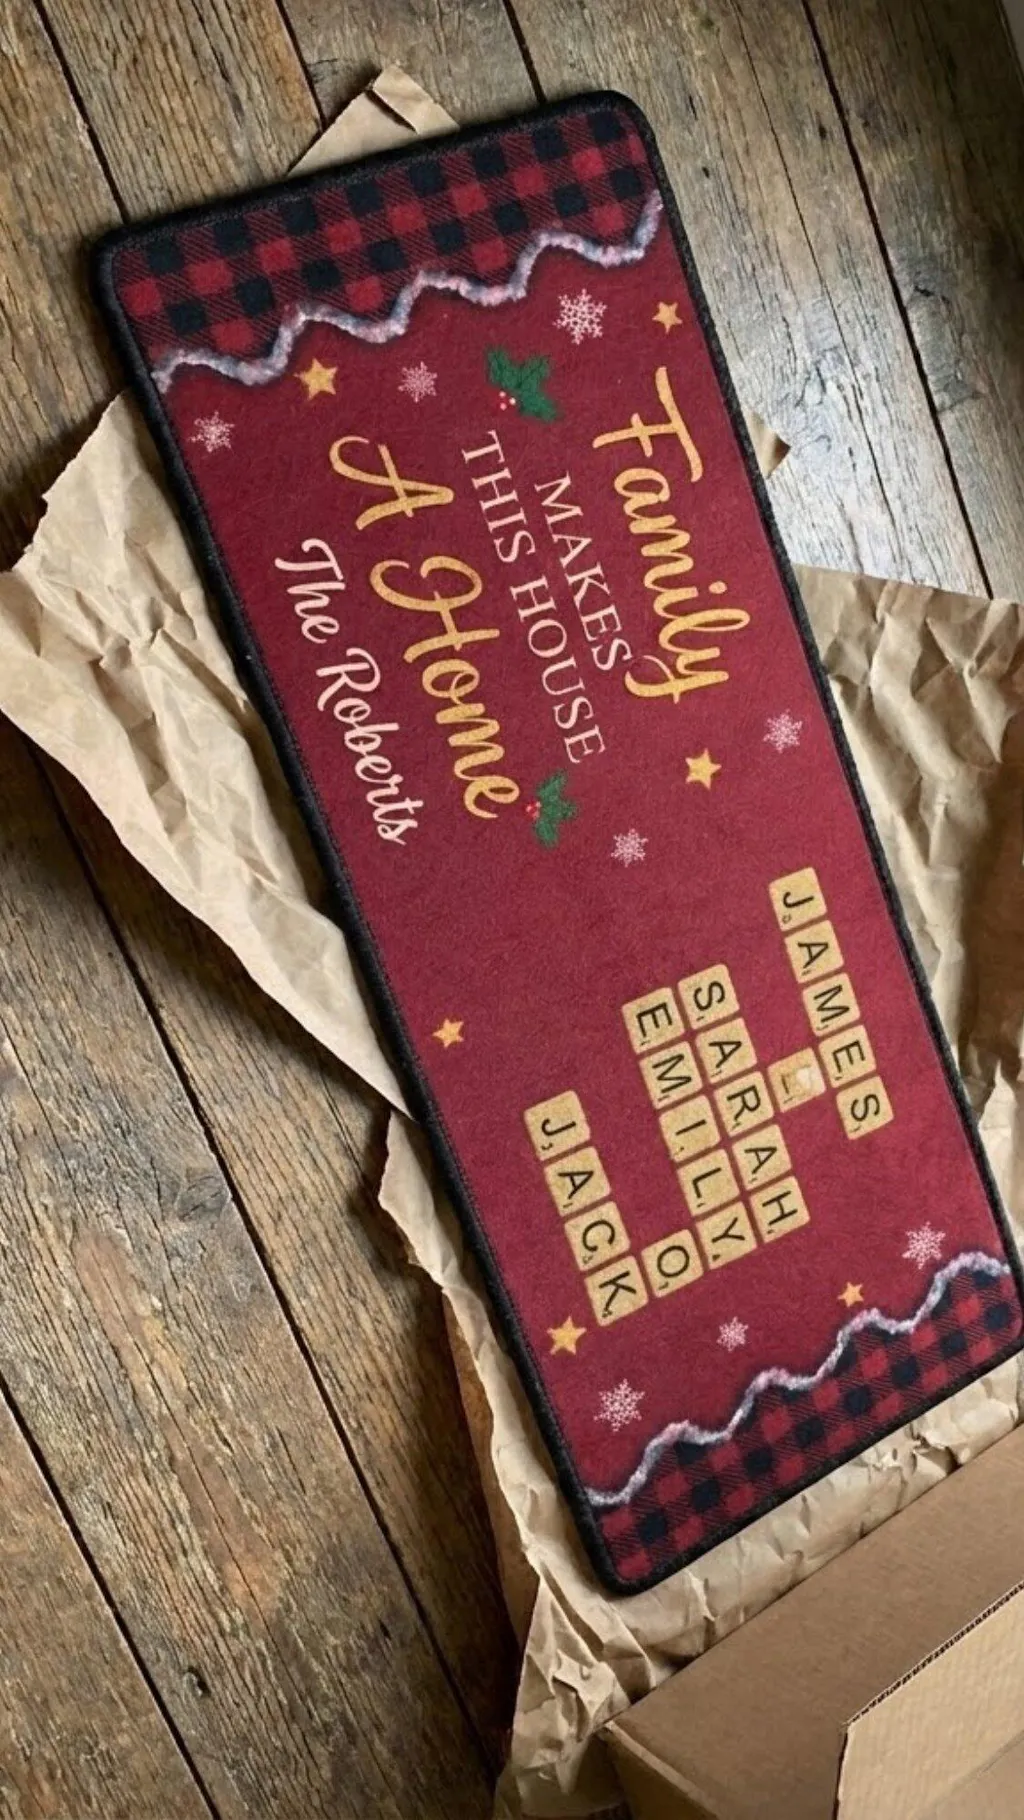 Family
MAKES
THIS HOUSE
A Home
The Roberts
JAMES
SARAH
EMILY
O
JACK